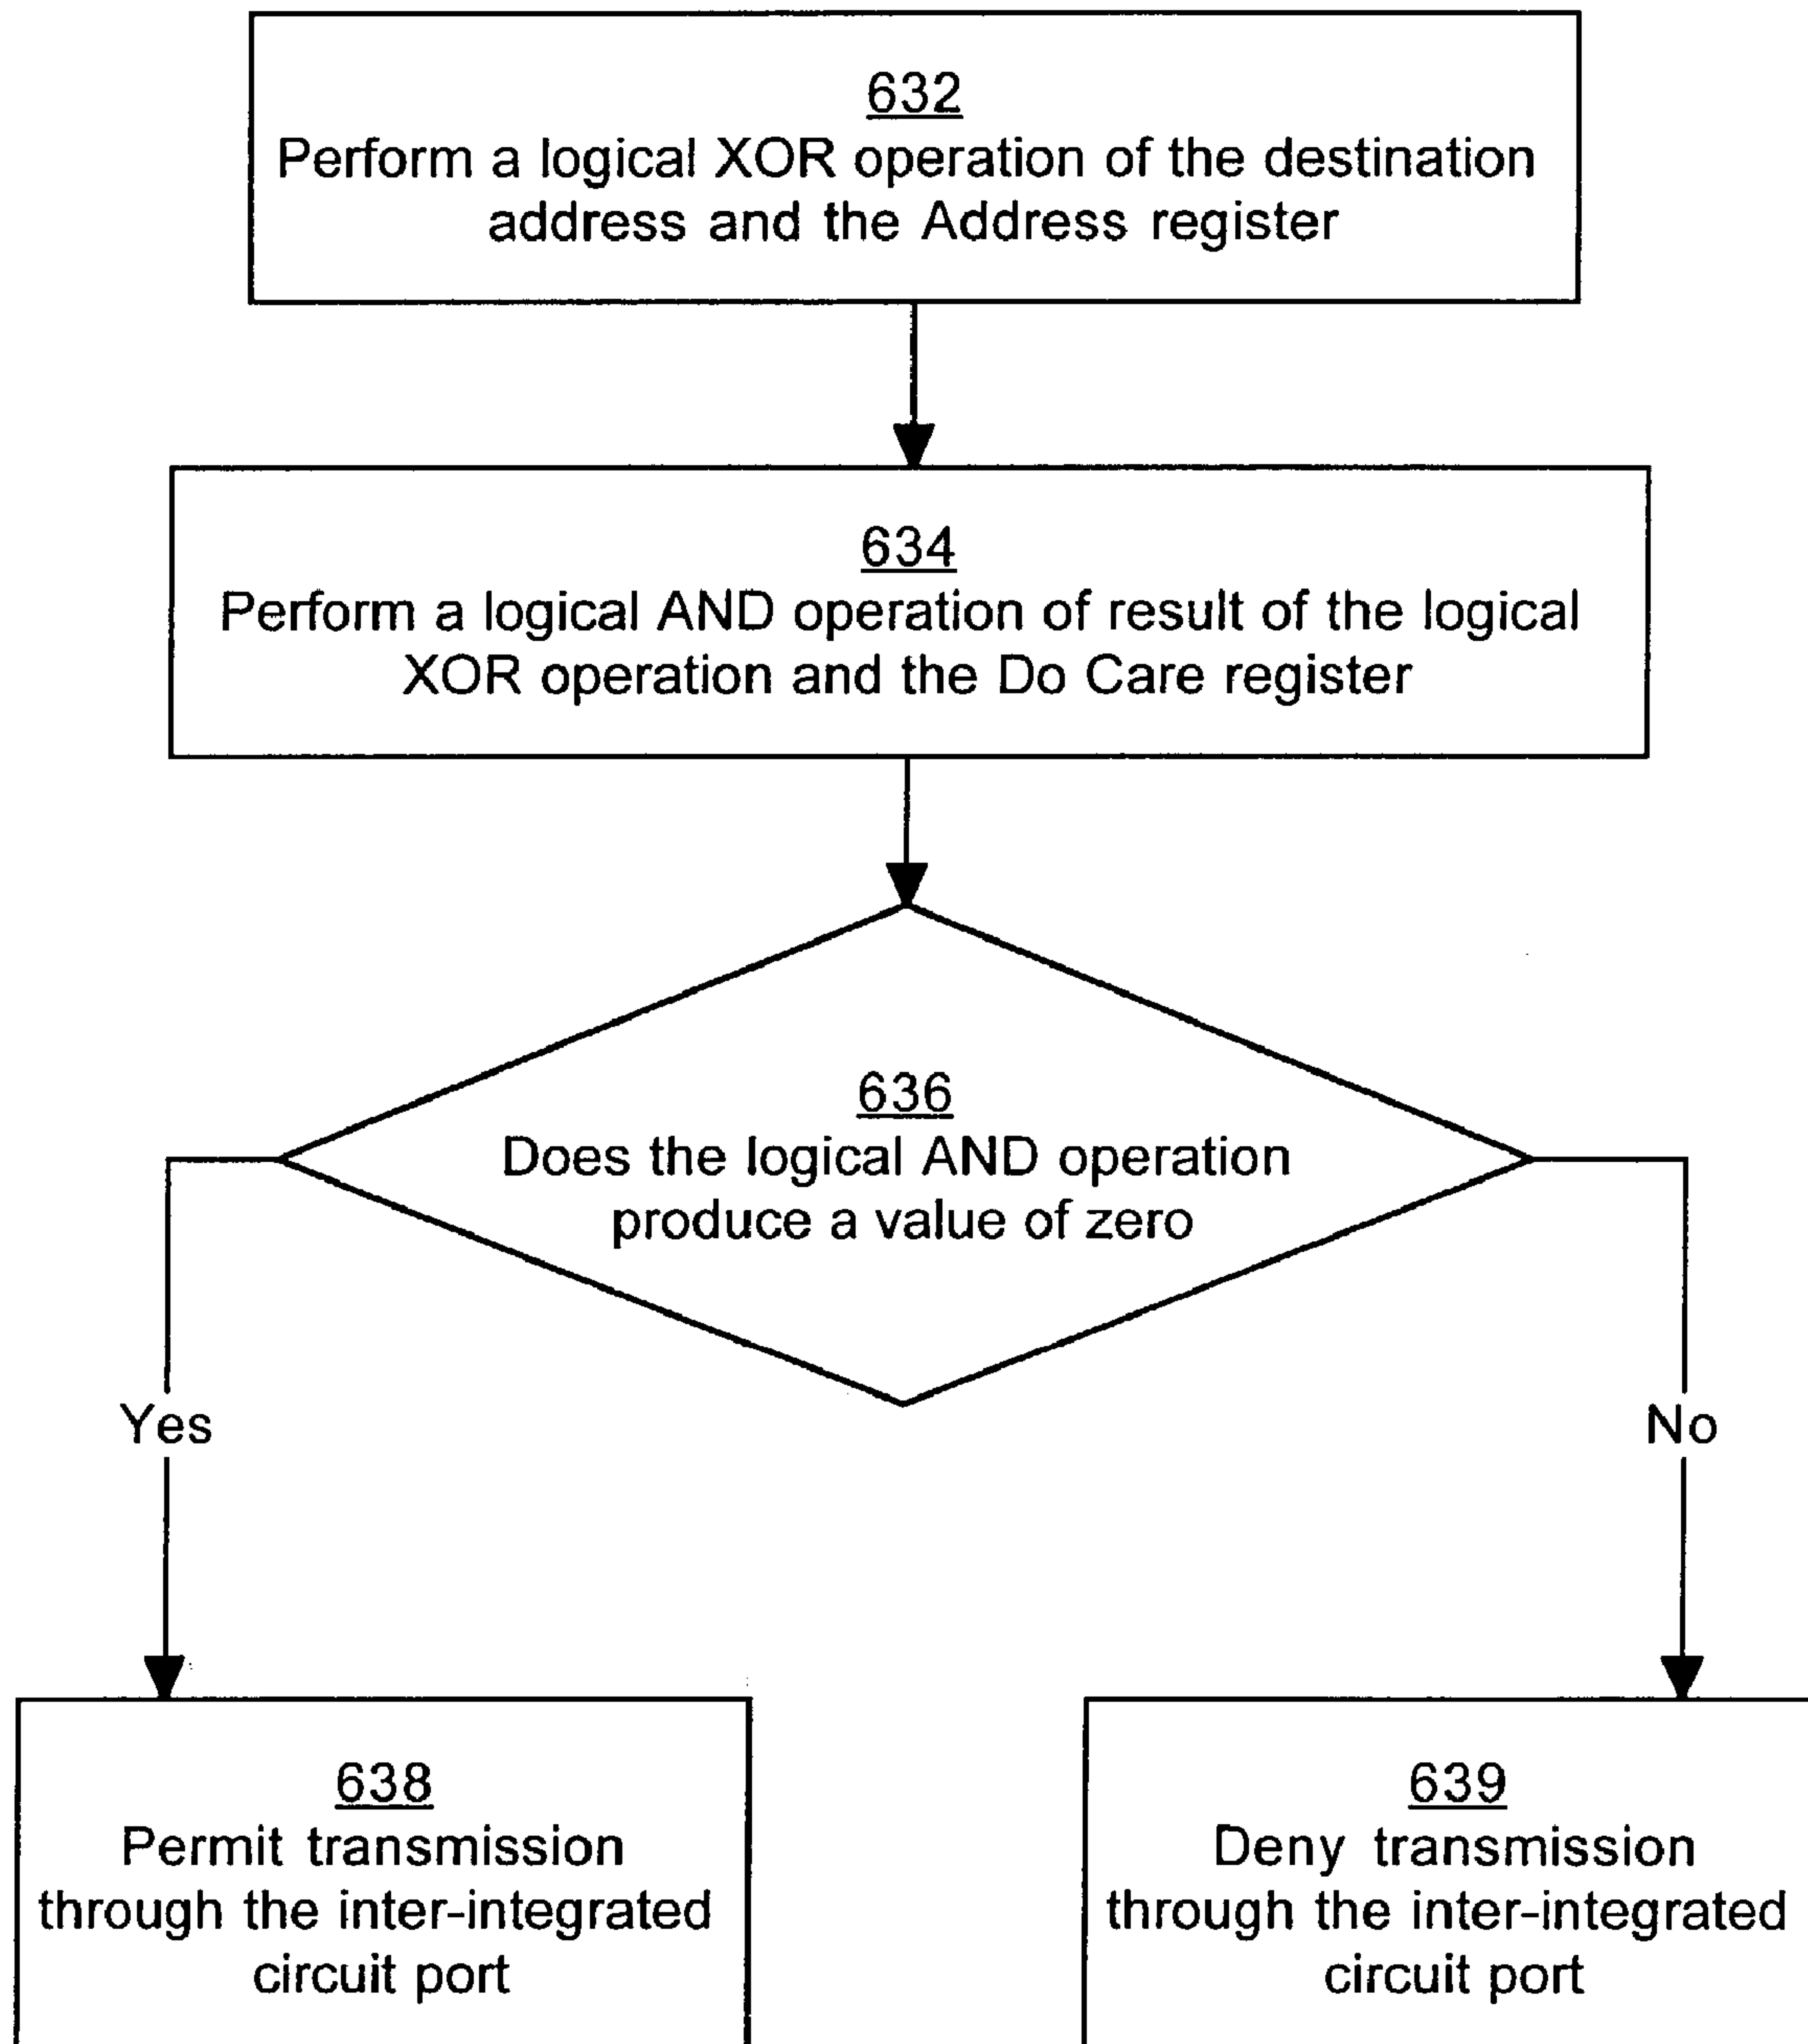 632
Perform a logical XOR operation of the destination
address and the Address register
634
Perform a logical AND operation of result of the logical
XOR operation and the Do Care register
636
Does the logical AND operation
produce a value of zero
Yes
No
638
Permit transmission
through the inter-integrated
circuit port
639
Deny transmission
through the inter-integrated
circuit port